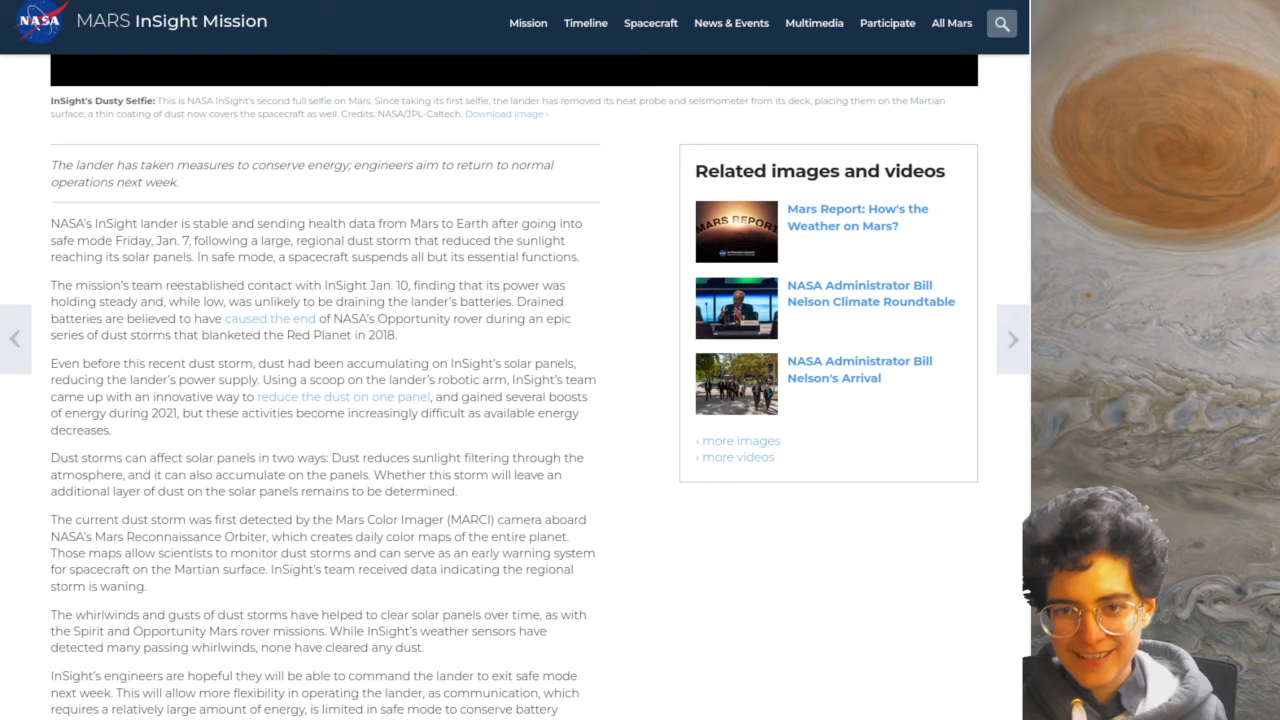 NASA
MARS InSight Mission
Mission Timeline Spacecraft News & Events Multimedia Participate All Mars
InSight's Dusty Selfie: This is NASA InSight's second full selfie on Mars. Since taking its first selfie, the lander has removed its heat probe and seismometer from its deck, placing them on the Martian
surface; a thin coating of dust now covers the spacecraft as well. Credits: NASA/JPL-Caltech. Download image ›
The lander has taken measures to conserve energy; engineers aim to return to normal
operations next week.
NASA's InSight lander is stable and sending health data from Mars to Earth after going into
safe mode Friday, Jan. 7, following a large, regional dust storm that reduced the sunlight
reaching its solar panels. In safe mode, a spacecraft suspends all but its essential functions.
The mission's team reestablished contact with InSight Jan. 10, finding that its power was
holding steady and, while low, was unlikely to be draining the lander's batteries. Drained
batteries are believed to have caused the end of NASA's Opportunity rover during an epic
series of dust storms that blanketed the Red Planet in 2018.
Even before this recent dust storm, dust had been accumulating on InSight's solar panels,
reducing the lander's power supply. Using a scoop on the lander's robotic arm, InSight's team
came up with an innovative way to reduce the dust on one panel, and gained several boosts
of energy during 2021, but these activities become increasingly difficult as available energy
decreases.
Dust storms can affect solar panels in two ways: Dust reduces sunlight filtering through the
atmosphere, and it can also accumulate on the panels. Whether this storm will leave an
additional layer of dust on the solar panels remains to be determined.
The current dust storm was first detected by the Mars Color Imager (MARCI) camera aboard
NASA's Mars Reconnaissance Orbiter, which creates daily color maps of the entire planet.
Those maps allow scientists to monitor dust storms and can serve as an early warning system
for spacecraft on the Martian surface. InSight's team received data indicating the regional
storm is waning.
The whirlwinds and gusts of dust storms have helped to clear solar panels over time, as with
the Spirit and Opportunity Mars rover missions. While InSight's weather sensors have
detected many passing whirlwinds, none have cleared any dust.
InSight's engineers are hopeful they will be able to command the lander to exit safe mode
next week. This will allow more flexibility in operating the lander, as communication, which
requires a relatively large amount of energy, is limited in safe mode to conserve battery
Related images and videos
MARS REPORT
Mars Report: How's the
Weather on Mars?
NASA Administrator Bill
Nelson Climate Roundtable
NASA Administrator Bill
Nelson's Arrival
› more images
› more videos